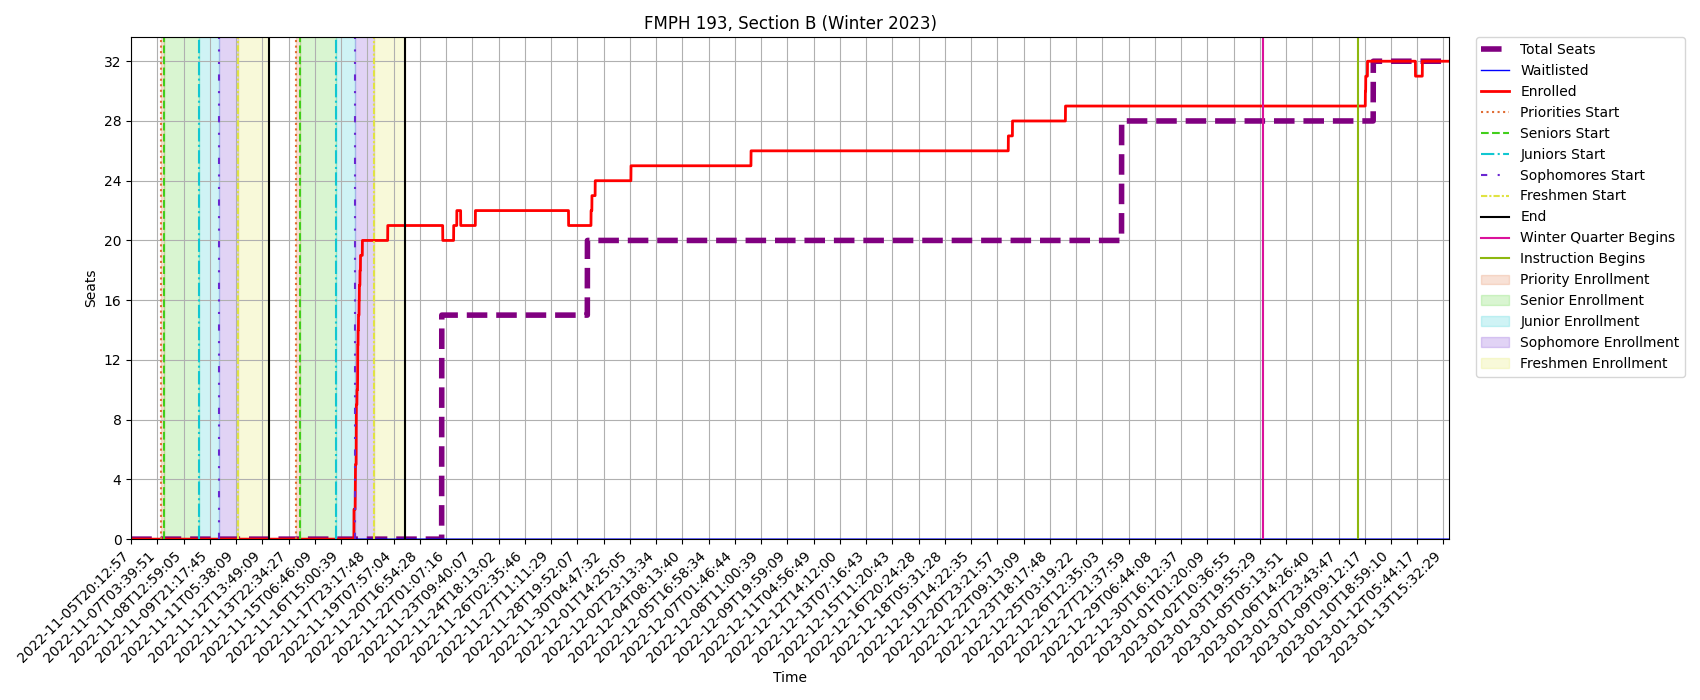 FMPH 193, Section B (Winter 2023)
Seats
32
28
24
20
16
12
8
4
0
2022-11-05T20:12:57
2022-11-07T03:39:51
2022-11-08T12:59:05
2022-11-09T21:17:45
2022-11-11T05:38:09
2022-11-12T13:49:09
2022-11-13T22:34:27
2022-11-15T06:46:09
2022-11-16T15:00:39
2022-11-17T23:17:48
2022-11-19T07:57:04
2022-11-20T16:54:28
2022-11-22T01:07:16
2022-11-23T09:40:07
2022-11-24T18:13:02
2022-11-26T02:35:46
2022-11-27T11:11:29
2022-11-28T19:52:07
2022-11-30T04:47:32
2022-12-01T14:25:05
2022-12-02T23:13:34
2022-12-04T08:13:40
2022-12-05T16:58:34
2022-12-07T01:46:44
2022-12-08T11:00:39
2022-12-09T19:59:09
2022-12-11T04:56:49
2022-12-12T14:12:00
2022-12-13T07:16:43
2022-12-15T11:20:43
2022-12-16T20:24:28
2022-12-18T05:31:28
2022-12-19T14:22:35
2022-12-20T23:21:57
2022-12-22T09:13:09
2022-12-23T18:17:48
2022-12-25T03:19:22
2022-12-26T12:35:03
2022-12-27T21:37:59
2022-12-29T06:44:08
2022-12-30T16:12:37
2023-01-01T01:20:09
2023-01-02T10:36:55
2023-01-03T19:55:29
2023-01-05T05:13:51
2023-01-06T14:26:40
2023-01-07T23:43:47
2023-01-09T09:12:17
2023-01-10T18:59:10
2023-01-12T05:44:17
2023-01-13T15:32:29
Time
Total Seats
Waitlisted
Enrolled
Priorities Start
Seniors Start
Juniors Start
Sophomores Start
Freshmen Start
End
Winter Quarter Begins
Instruction Begins
Priority Enrollment
Senior Enrollment
Junior Enrollment
Sophomore Enrollment
Freshmen Enrollment